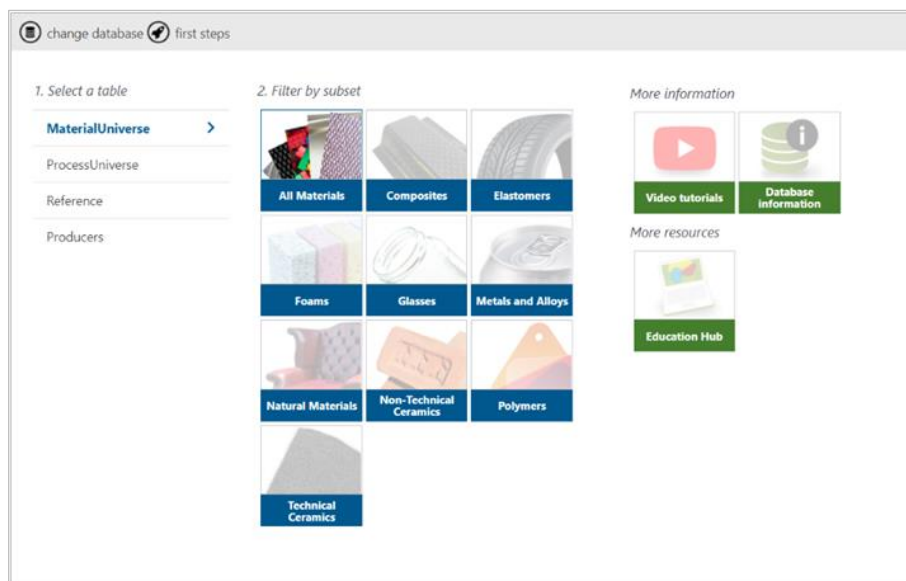 change database first steps
1. Select a table
MaterialUniverse
ProcessUniverse
Reference
Producers
2. Filter by subset
All Materials
Composites
Elastomers
Foams
Glasses
Metals and Alloys
Natural Materials
Non-Technical
Ceramics
Polymers
Technical
Ceramics
More information
Video tutorials
Database
information
More resources
Education Hub